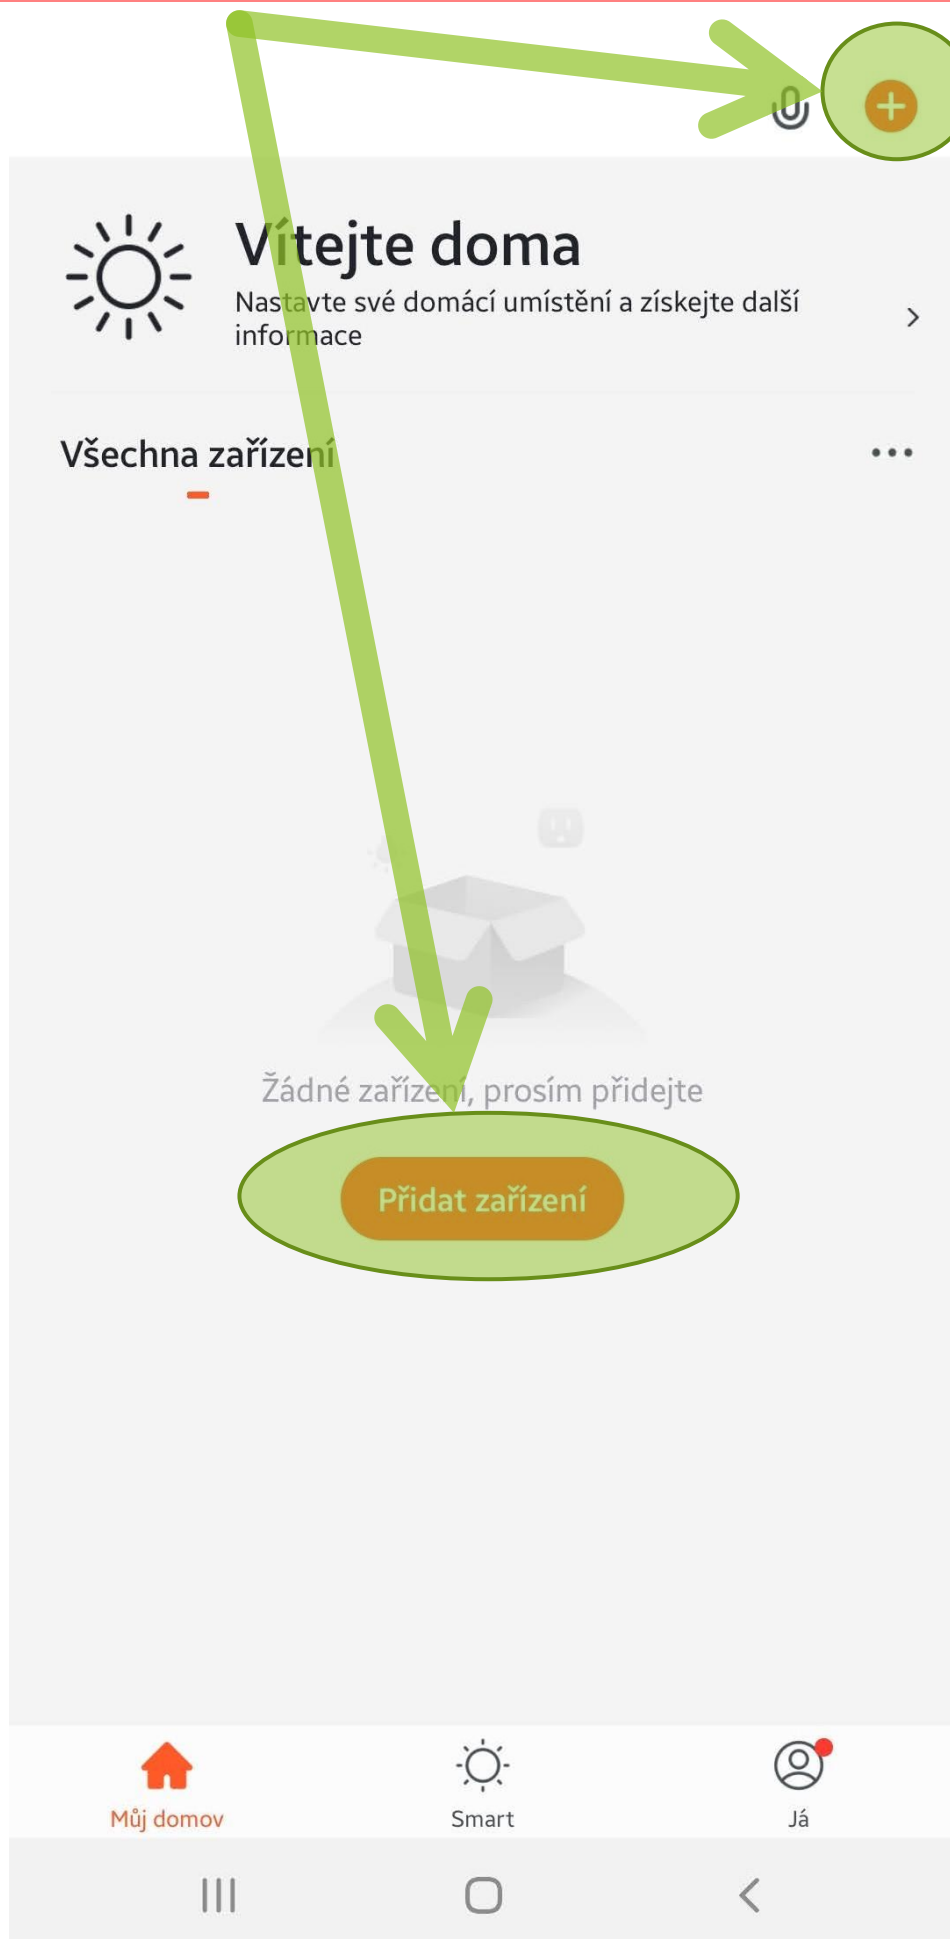 Vítejte doma
Nastavte své domácí umístění a získejte další
informace
Všechna zařízení
Žádné zařízení, prosím přidejte
Přidat zařízení
Můj domov
Smart
Já